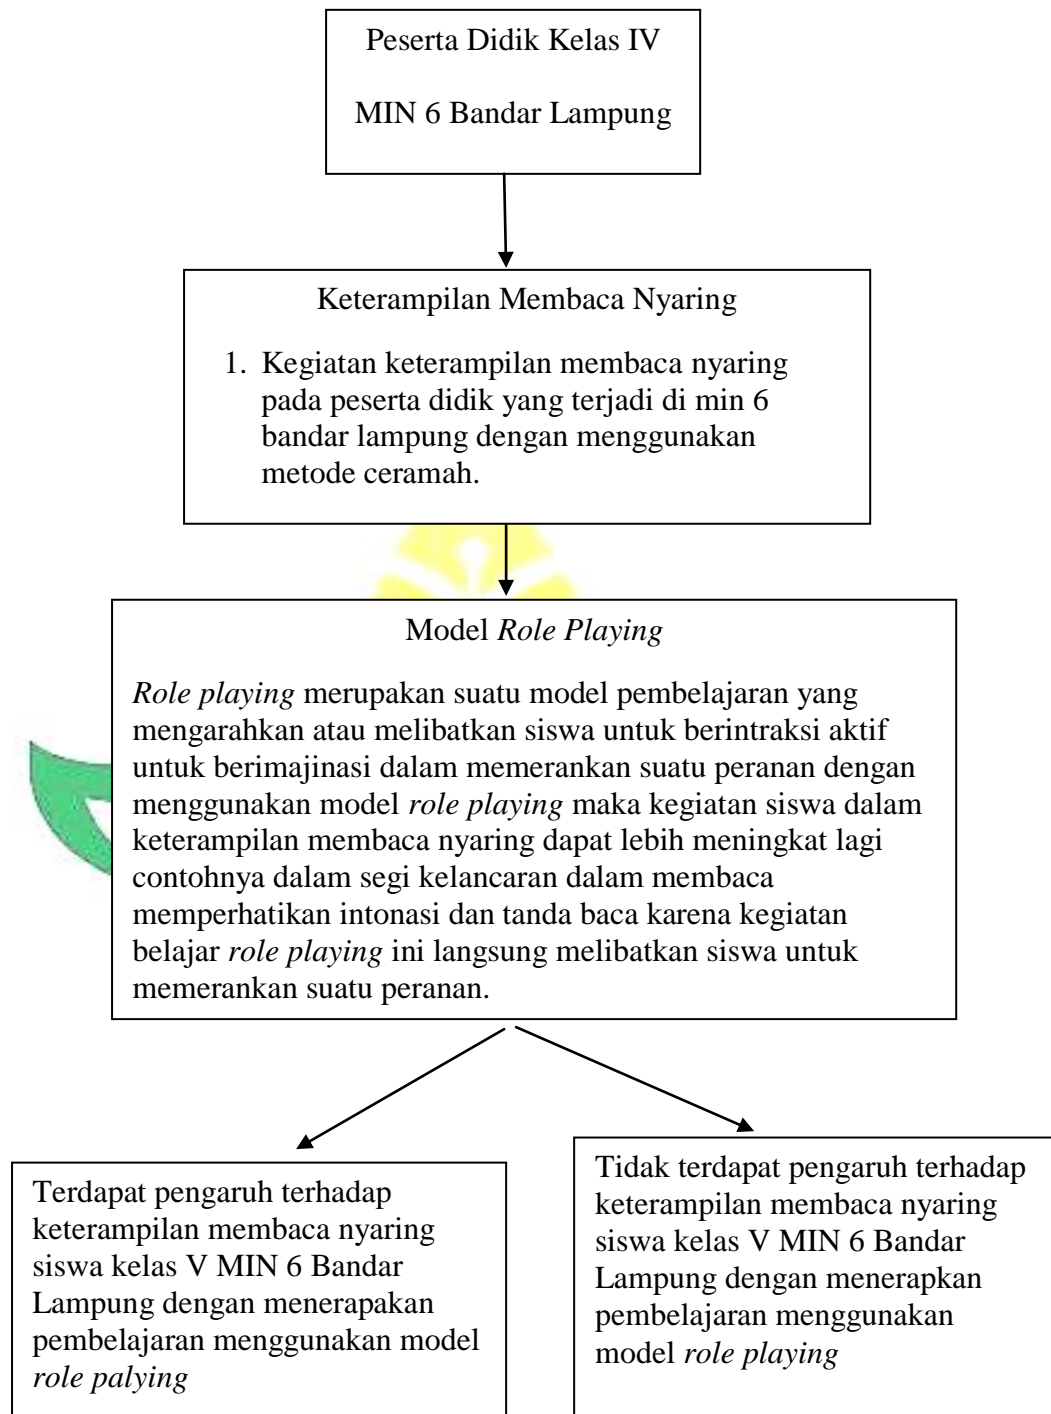 Peserta Didik Kelas IV
MIN 6 Bandar Lampung
Keterampilan Membaca Nyaring
1. Kegiatan keterampilan membaca nyaring
pada peserta didik yang terjadi di min 6
bandar lampung dengan menggunakan
metode ceramah.
Model Role Playing
Role playing merupakan suatu model pembelajaran yang
mengarahkan atau melibatkan siswa untuk berintraksi aktif
untuk berimajinasi dalam memerankan suatu peranan dengan
menggunakan model role playing maka kegiatan siswa dalam
keterampilan membaca nyaring dapat lebih meningkat lagi
contohnya dalam segi kelancaran dalam membaca
memperhatikan intonasi dan tanda baca karena kegiatan
belajar role playing ini langsung melibatkan siswa untuk
memerankan suatu peranan.
Terdapat pengaruh terhadap
keterampilan membaca nyaring
siswa kelas V MIN 6 Bandar
Lampung dengan menerapakan
pembelajaran menggunakan model
role palying
Tidak terdapat pengaruh terhadap
keterampilan membaca nyaring
siswa kelas V MIN 6 Bandar
Lampung dengan menerapkan
pembelajaran menggunakan
model role playing